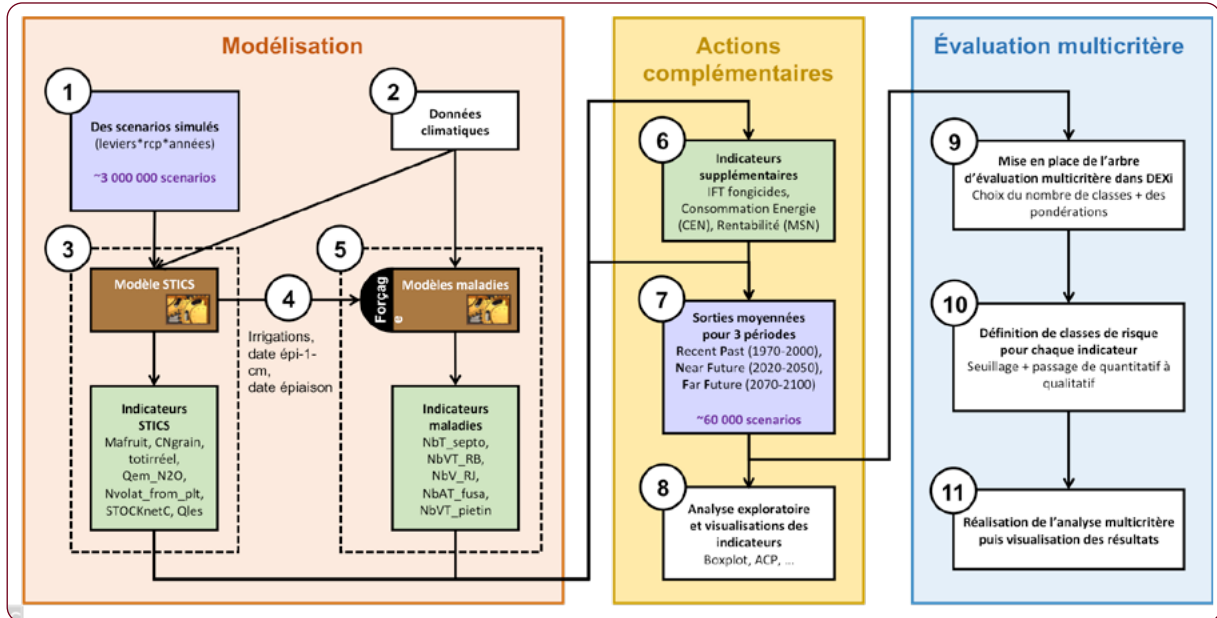 Modélisation
1
Des scenarios simulés
(leviers*rcp*années)
~3 000 000 scenarios
2
Données
climatiques
3
Modèle STICS
4
Irrigations,
date épi-1-
cm,
date épiaison
5
Forçag
e
Modèles maladies
Indicateurs
STICS
Mafruit, CNgrain,
totirréel,
Qem_N2O,
Nvolat_from_plt,
STOCKnetC, Qles
Indicateurs
maladies
NbT_septo,
NbVT_RB,
NbV_RJ,
NbAT_fusa,
NbVT_pietin
Actions
complémentaires
6
Indicateurs
supplémentaires
IFT fongicides,
Consommation Energie
(CEN), Rentabilité (MSN)
7
Sorties moyennées
pour 3 périodes
Recent Past (1970-2000),
Near Future (2020-2050),
Far Future (2070-2100)
~60 000 scenarios
8
Analyse exploratoire
et visualisations des
indicateurs
Boxplot, ACP, ...
Évaluation multicritère
9
Mise en place de l'arbre
d'évaluation multicritère dans DEXi
Choix du nombre de classes + des
pondérations
10
Définition de classes de risque
pour chaque indicateur
Seuillage + passage de quantitatif à
qualitatif
11
Réalisation de l'analyse multicritère
puis visualisation des résultats